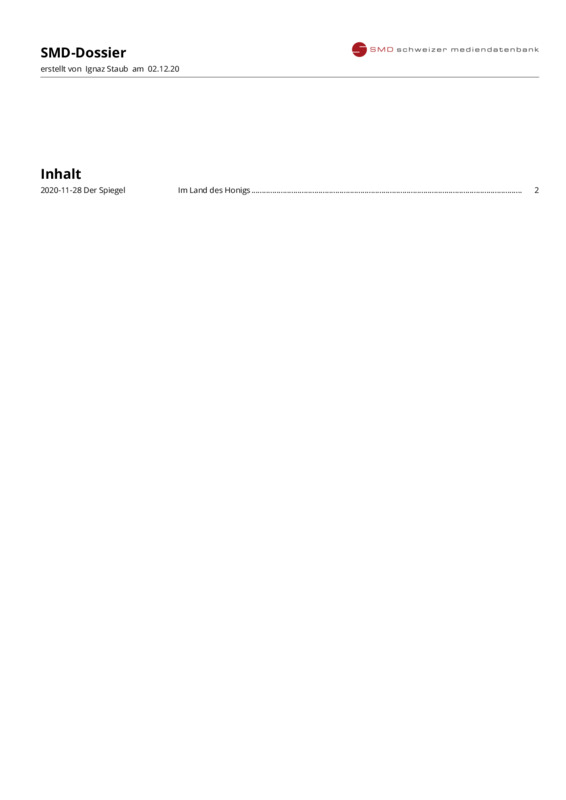 SMD-Dossier
SMD schweizer mediendatenbank
erstellt von Ignaz Staub am 02.12.20
Inhalt
2020-11-28 Der Spiegel Im Land des Honigs ........................................................................................................................ 2